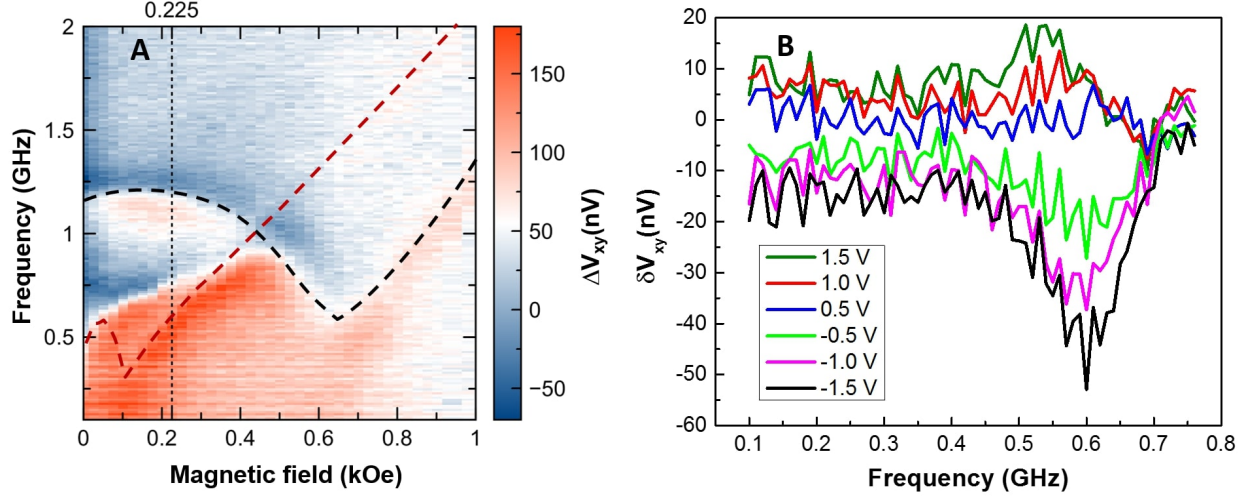 0.225
A
2
1.5
1
0.5
Frequency (GHz)
0
0.2
0.4
0.6
0.8
1
Magnetic field (kOe)
150
100
50
0
−50
ΔVxy(nV)
B
20
10
0
-10
-20
-30
-40
-50
-60
δVxy(nV)
1.5 V
1.0 V
0.5 V
-0.5 V
-1.0 V
-1.5 V
0.1
0.2
0.3
0.4
0.5
0.6
0.7
0.8
Frequency (GHz)